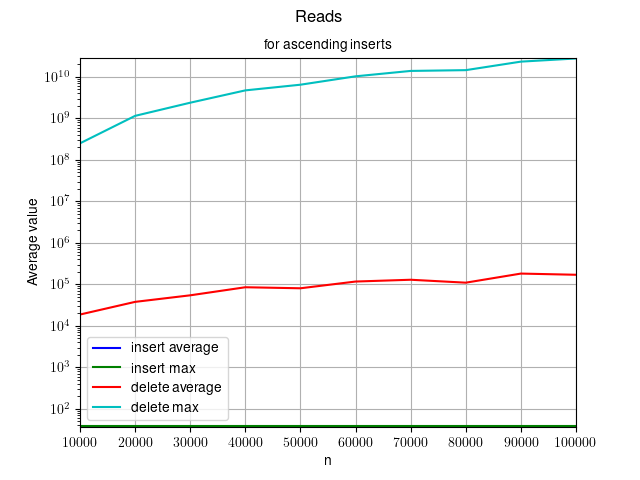 Reads
for ascending inserts
10^10
10^9
10^8
10^7
10^6
10^5
10^4
10^3
10^2
Average value
insert average
insert max
delete average
delete max
10000 20000 30000 40000 50000 60000 70000 80000 90000 100000
n